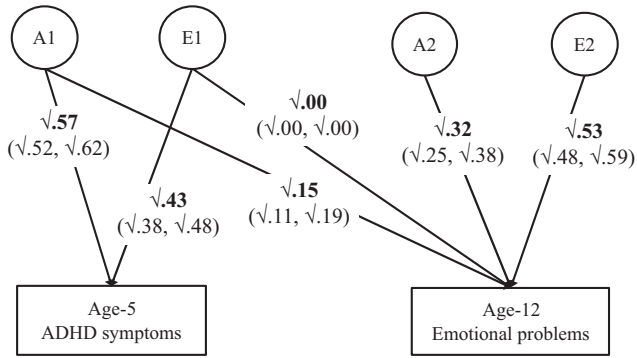 A1
E1
A2
E2
√.57
(√.52, √.62)
√.00
(√.00, √.00)
√.32
(√.25, √.38)
√.53
(√.48, √.59)
√.43
(√.38, √.48)
√.15
(√.11, √.19)
Age-5
ADHD symptoms
Age-12
Emotional problems